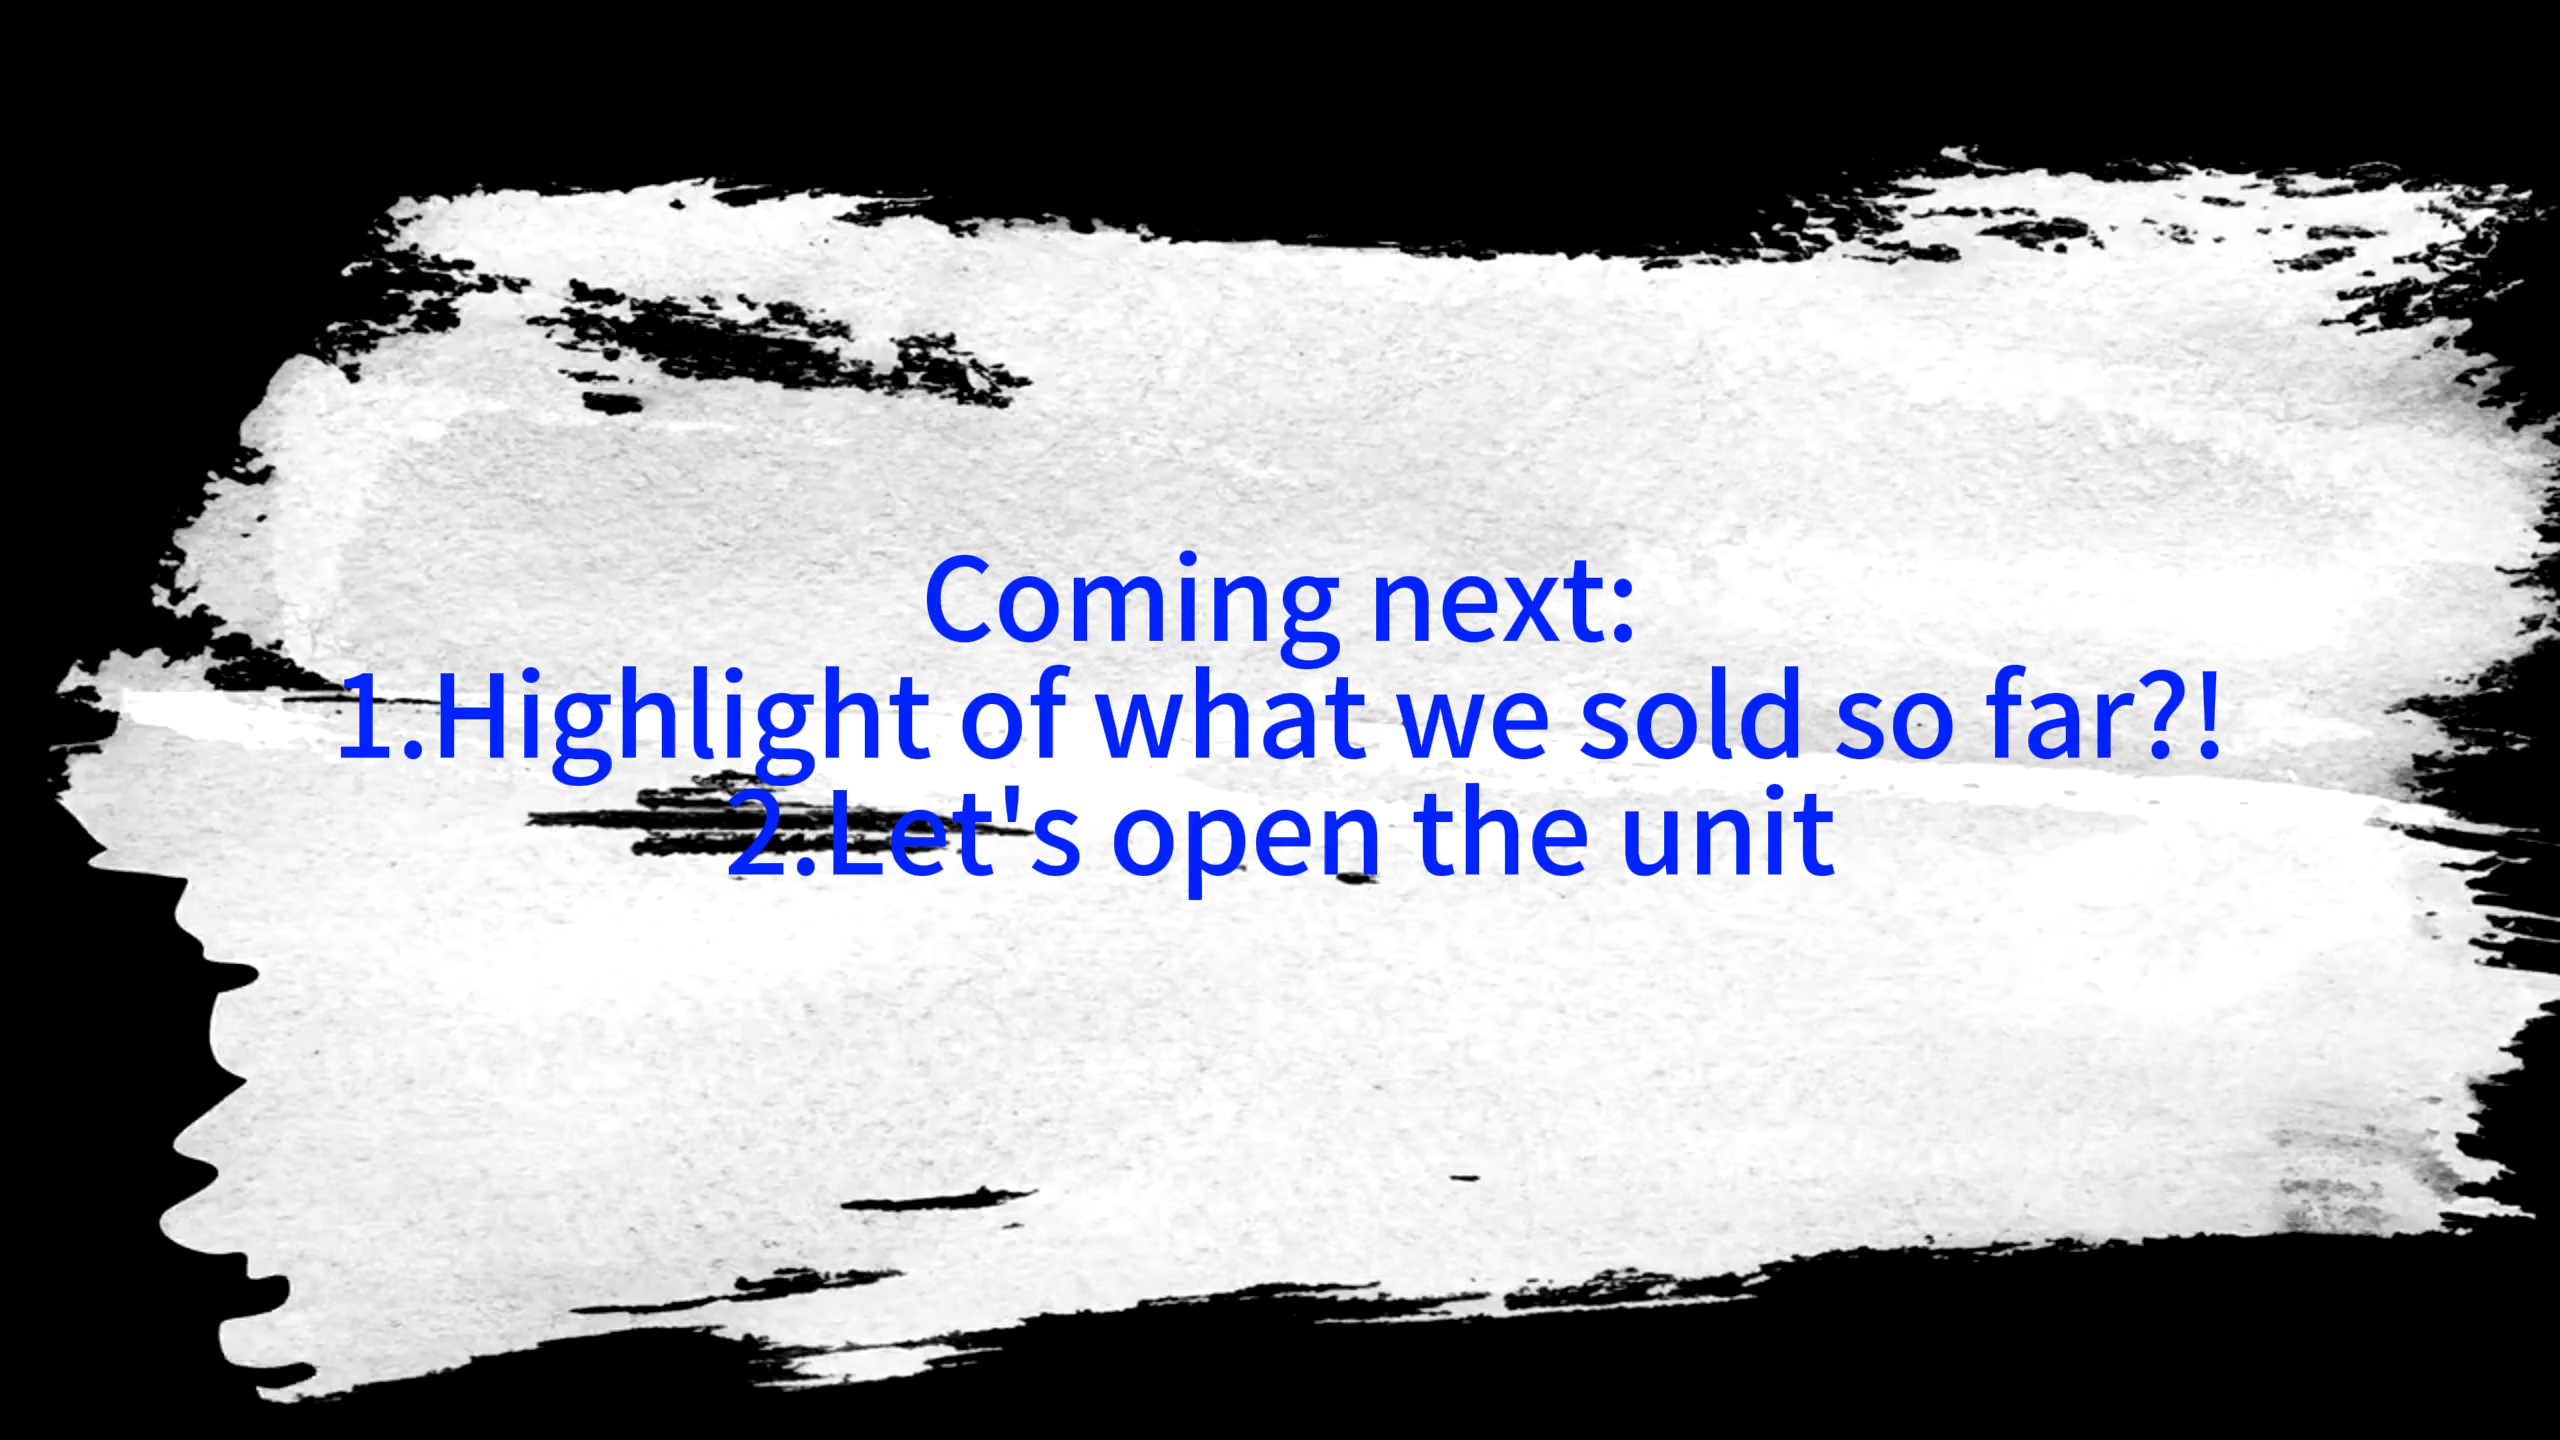 Coming next:
1.Highlight of what we sold so far?!
2.Let's open the unit